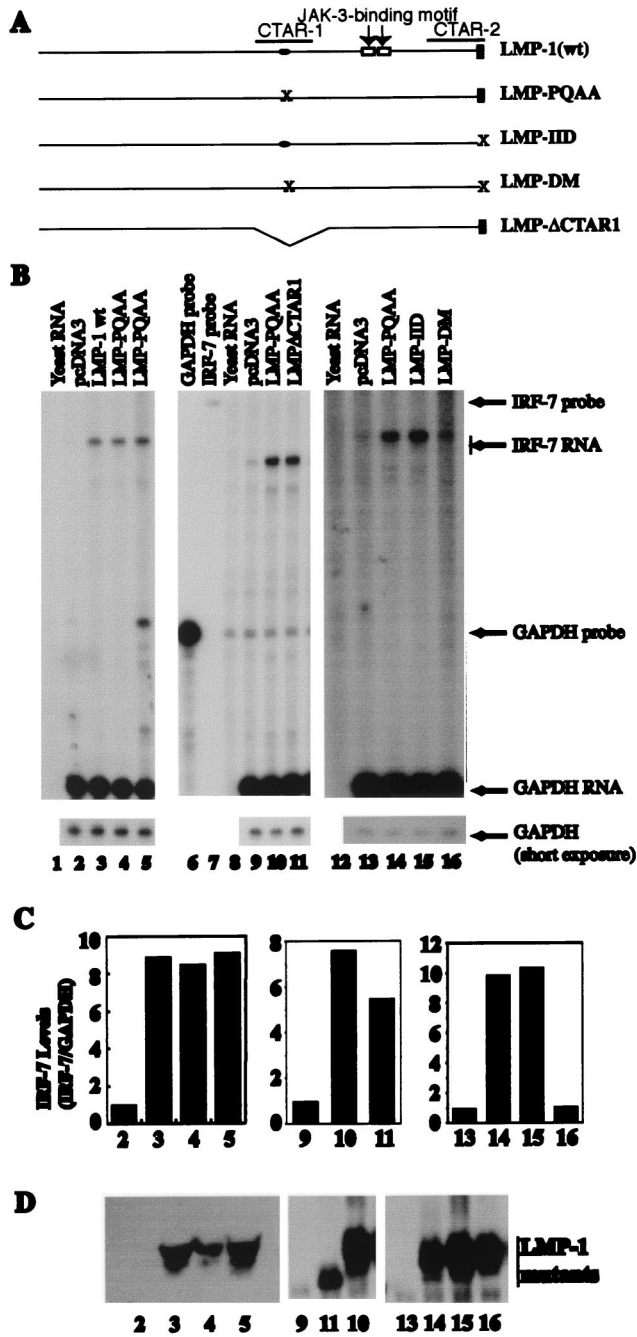 A
JAK-3-binding motif
CTAR-1
CTAR-2
LMP-1(wt)
x
LMP-PQAA
x
LMP-IID
x x
LMP-DM
LMP-ΔCTAR1
B
Yeast RNA
pcDNA3
LMP-1 wt
LMP-PQAA
LMP-PQAA
GAPDH probe
IRF-7 probe
Yeast RNA
pcDNA3
LMP-PQAA
LMPΔCTAR1
Yeast RNA
pcDNA3
LMP-PQAA
LMP-IID
LMP-DM
IRF-7 probe
IRF-7 RNA
GAPDH probe
GAPDH RNA
GAPDH
(short exposure)
1 2 3 4 5 6 7 8 9 10 11 12 13 14 15 16
C
IRF-7 Levels
(IRF-7/GAPDH)
10
8
6
4
2
0
2 3 4 5
8
6
4
2
0
9 10 11
12
10
8
6
4
2
0
13 14 15 16
D
LMP-1
mutants
2 3 4 5 9 11 10 13 14 15 16